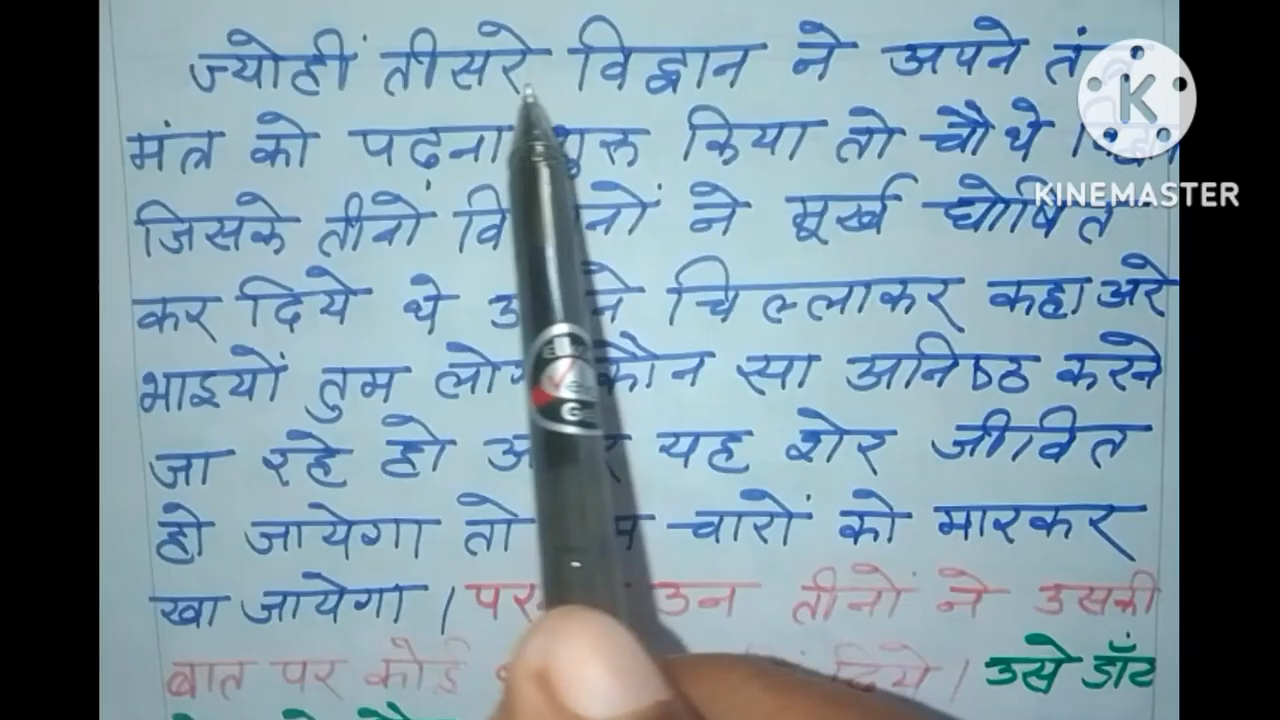 ज्योहीं तीसरे विद्वान ने अपने
मंत्र को पढ़ना शुरु किया तो चौथे
जिसके तीनों ने मूर्ख घोषित
कर दिये थे चिल्लाकर कहा अरे
भाइयों तुम कौन सा अनिष्ठ करने
जा रहे हो यह शेर जीवित
हो जायेगा तो चारों को मारकर
खा जायेगा। उन तीनों ने उसकी
बात पर कोई दिये। उसे डाँट
K
KINEMASTER